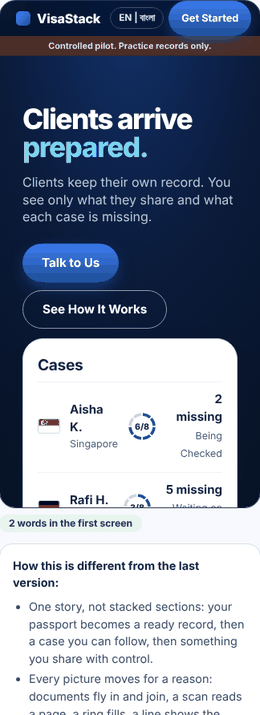 VisaStack
EN | বাংলা
Get Started
Controlled pilot. Practice records only.
Clients arrive
prepared.
Clients keep their own record. You
see only what they share and what
each case is missing.
Talk to Us
See How It Works
Cases
Aisha
K.
Singapore
6/8
2
missing
Being
Checked
Rafi H.
3/8
5 missing
Waiting on
2 words in the first screen
How this is different from the last
version:
One story, not stacked sections: your
passport becomes a ready record, then
a case you can follow, then something
you share with control.
Every picture moves for a reason:
documents fly in and join, a scan reads
a page, a ring fills, a line shows the